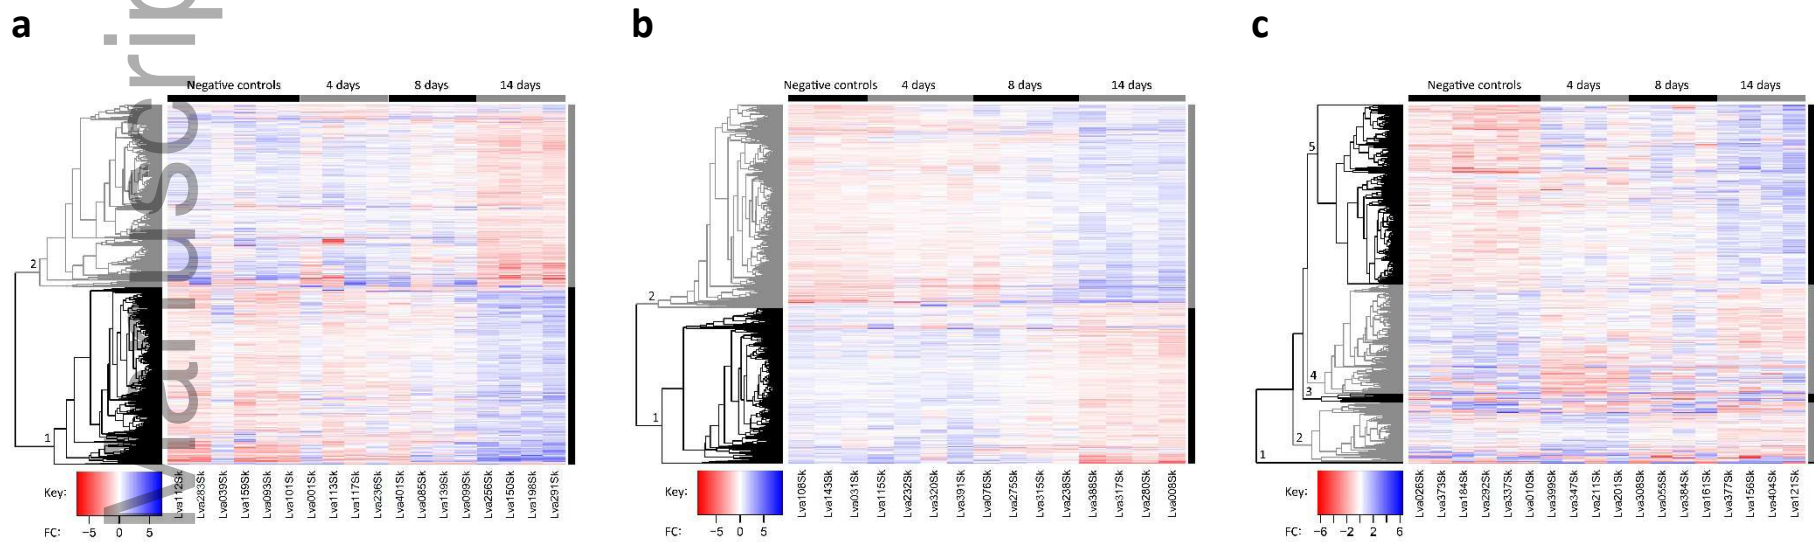 a
Negative controls 4 days 8 days 14 days
2
1
Key:
FC: −5 0 5
Lva112Sk Lva283Sk Lva039Sk Lva159Sk Lva093Sk Lva101Sk Lva001Sk Lva113Sk Lva117Sk Lva236Sk Lva401Sk Lva085Sk Lva139Sk Lva099Sk Lva256Sk Lva150Sk Lva198Sk Lva291Sk
b
Negative controls 4 days 8 days 14 days
2
1
Key:
FC: −5 0 5
Lva108Sk Lva143Sk Lva031Sk Lva115Sk Lva232Sk Lva320Sk Lva391Sk Lva076Sk Lva275Sk Lva315Sk Lva238Sk Lva388Sk Lva317Sk Lva280Sk Lva008Sk
c
Negative controls 4 days 8 days 14 days
5
4
3
2
1
Key:
FC: −6 −2 2 6
Lva026Sk Lva373Sk Lva184Sk Lva292Sk Lva337Sk Lva010Sk Lva399Sk Lva347Sk Lva211Sk Lva201Sk Lva308Sk Lva055Sk Lva384Sk Lva161Sk Lva377Sk Lva156Sk Lva404Sk Lva121Sk